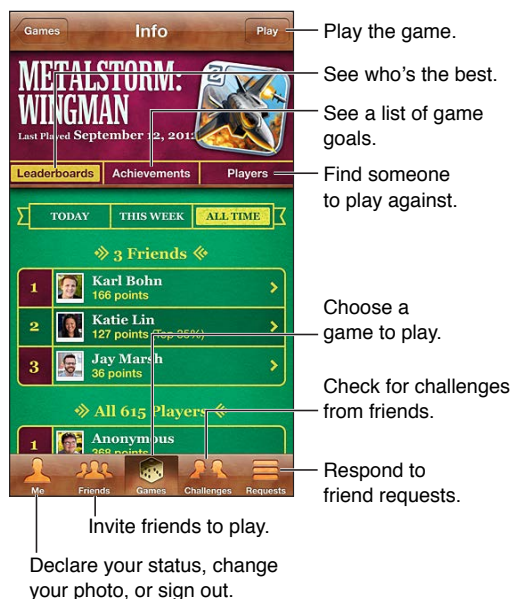 Games
Info
Play
METALSTORM:
WINGMAN
Last Played September 12, 2012
Leaderboards
Achievements
Players
TODAY
THIS WEEK
ALL TIME
3 Friends
1
Karl Bohn
166 points
2
Katie Lin
127 points (Top 35%)
3
Jay Marsh
36 points
All 615 Players
1
Anonymous
368 points
Me
Friends
Games
Challenges
Requests
Play the game.
See who's the best.
See a list of game
goals.
Find someone
to play against.
Choose a
game to play.
Check for challenges
from friends.
Respond to
friend requests.
Invite friends to play.
Declare your status, change
your photo, or sign out.